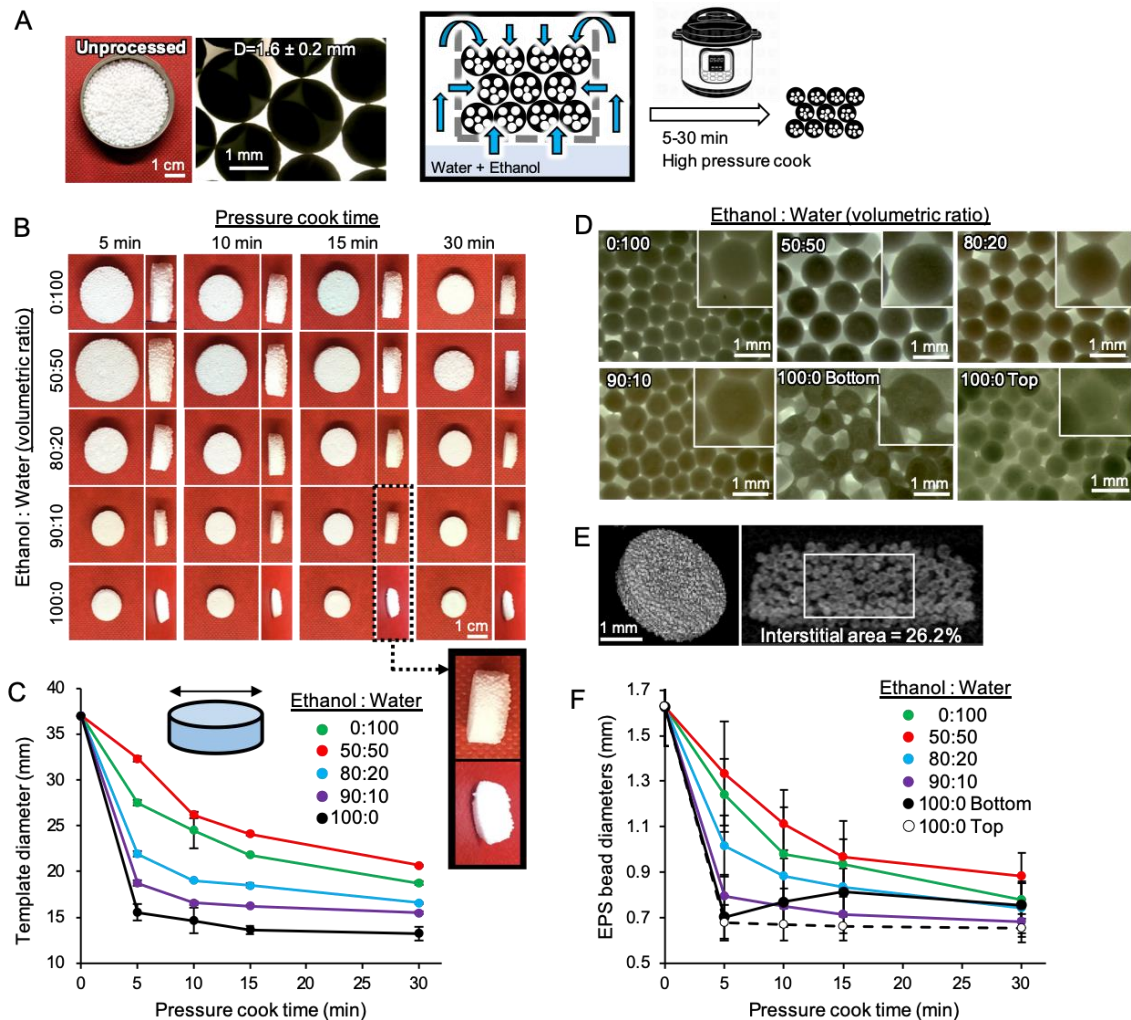 A
Unprocessed
1 cm
D=1.6 ± 0.2 mm
1 mm
Water + Ethanol
5-30 min
High pressure cook
B
Pressure cook time
5 min
10 min
15 min
30 min
Ethanol : Water (volumetric ratio)
0:100
50:50
80:20
90:10
100:0
1 cm
C
Template diameter (mm)
40
35
30
25
20
15
10
0
5
10
15
20
25
30
Pressure cook time (min)
Ethanol : Water
0:100
50:50
80:20
90:10
100:0
D
Ethanol : Water (volumetric ratio)
0:100
1 mm
50:50
1 mm
80:20
1 mm
90:10
1 mm
100:0 Bottom
1 mm
100:0 Top
1 mm
E
1 mm
Interstitial area = 26.2%
F
EPS bead diameters (mm)
1.7
1.5
1.3
1.1
0.9
0.7
0.5
0
5
10
15
20
25
30
Pressure cook time (min)
Ethanol : Water
0:100
50:50
80:20
90:10
100:0 Bottom
100:0 Top